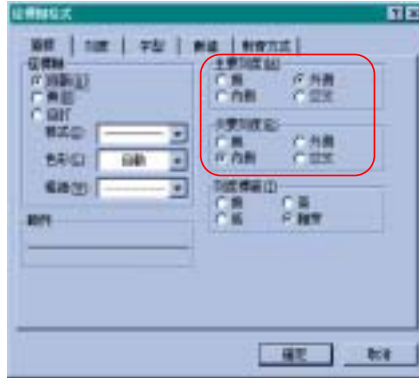 座標軸格式
圖樣 刻度 字型 數值 對齊方式
座標軸
自動(A)
無(N)
自訂
樣式(S):
色彩(C): 自動
粗細(W):
範例
主要刻度(M)
無 外側
內側 交叉
次要刻度(B)
無 外側
內側 交叉
刻度標籤(T)
無 高
低 軸旁
確定 取消